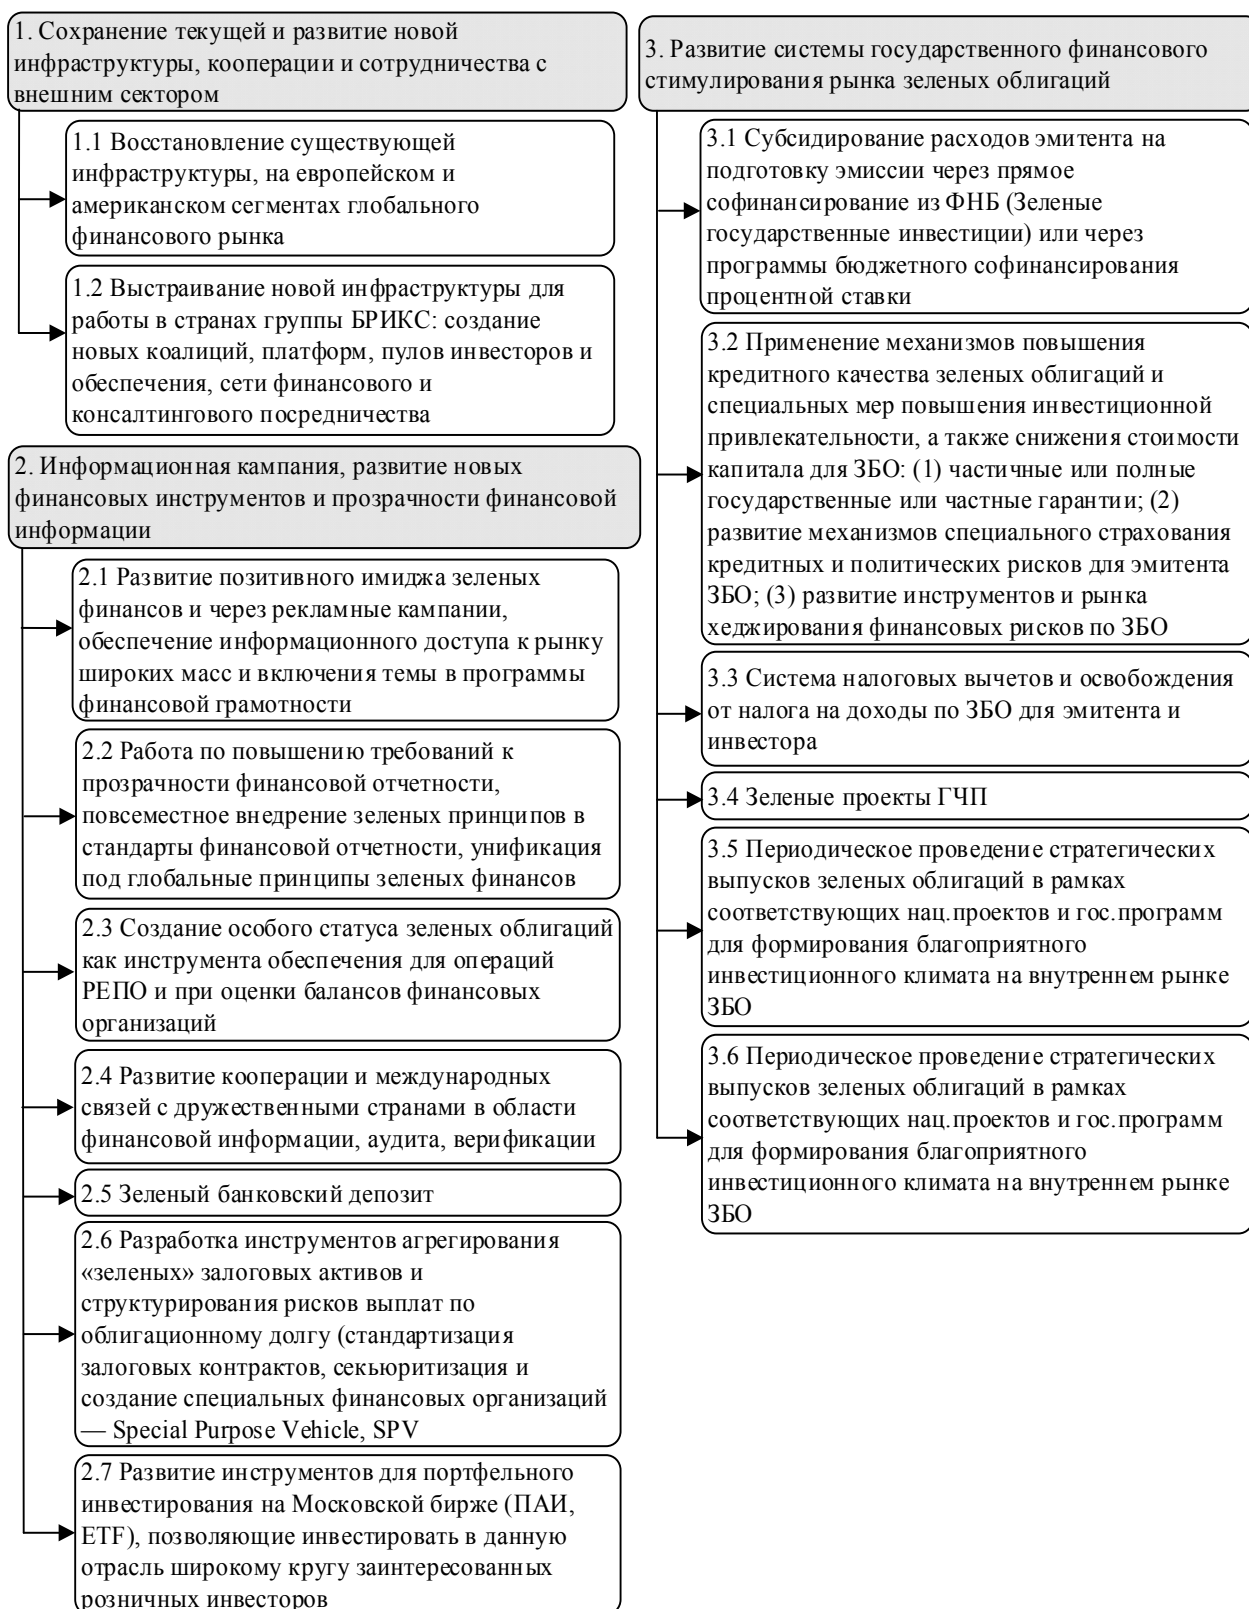 1. Сохранение текущей и развитие новой
инфраструктуры, кооперации и сотрудничества с
внешним сектором
1.1 Восстановление существующей
инфраструктуры, на европейском и
американском сегментах глобального
финансового рынка
1.2 Выстраивание новой инфраструктуры для
работы в странах группы БРИКС: создание
новых коалиций, платформ, пулов инвесторов и
обеспечения, сети финансового и
консалтингового посредничества
2. Информационная кампания, развитие новых
финансовых инструментов и прозрачности финансовой
информации
2.1 Развитие позитивного имиджа зеленых
финансов и через рекламные кампании,
обеспечение информационного доступа к рынку
широких масс и включения темы в программы
финансовой грамотности
2.2 Работа по повышению требований к
прозрачности финансовой отчетности,
повсеместное внедрение зеленых принципов в
стандарты финансовой отчетности, унификация
под глобальные принципы зеленых финансов
2.3 Создание особого статуса зеленых облигаций
как инструмента обеспечения для операций
РЕПО и при оценки балансов финансовых
организаций
2.4 Развитие кооперации и международных
связей с дружественными странами в области
финансовой информации, аудита, верификации
2.5 Зеленый банковский депозит
2.6 Разработка инструментов агрегирования
«зеленых» залоговых активов и
структурирования рисков выплат по
облигационному долгу (стандартизация
залоговых контрактов, секьюритизация и
создание специальных финансовых организаций
— Special Purpose Vehicle, SPV
2.7 Развитие инструментов для портфельного
инвестирования на Московской бирже (ПАИ,
ETF), позволяющие инвестировать в данную
отрасль широкому кругу заинтересованных
розничных инвесторов
3. Развитие системы государственного финансового
стимулирования рынка зеленых облигаций
3.1 Субсидирование расходов эмитента на
подготовку эмиссии через прямое
софинансирование из ФНБ (Зеленые
государственные инвестиции) или через
программы бюджетного софинансирования
процентной ставки
3.2 Применение механизмов повышения
кредитного качества зеленых облигаций и
специальных мер повышения инвестиционной
привлекательности, а также снижения стоимости
капитала для ЗБО: (1) частичные или полные
государственные или частные гарантии; (2)
развитие механизмов специального страхования
кредитных и политических рисков для эмитента
ЗБО; (3) развитие инструментов и рынка
хеджирования финансовых рисков по ЗБО
3.3 Система налоговых вычетов и освобождения
от налога на доходы по ЗБО для эмитента и
инвестора
3.4 Зеленые проекты ГЧП
3.5 Периодическое проведение стратегических
выпусков зеленых облигаций в рамках
соответствующих нац.проектов и гос.программ
для формирования благоприятного
инвестиционного климата на внутреннем рынке
ЗБО
3.6 Периодическое проведение стратегических
выпусков зеленых облигаций в рамках
соответствующих нац.проектов и гос.программ
для формирования благоприятного
инвестиционного климата на внутреннем рынке
ЗБО